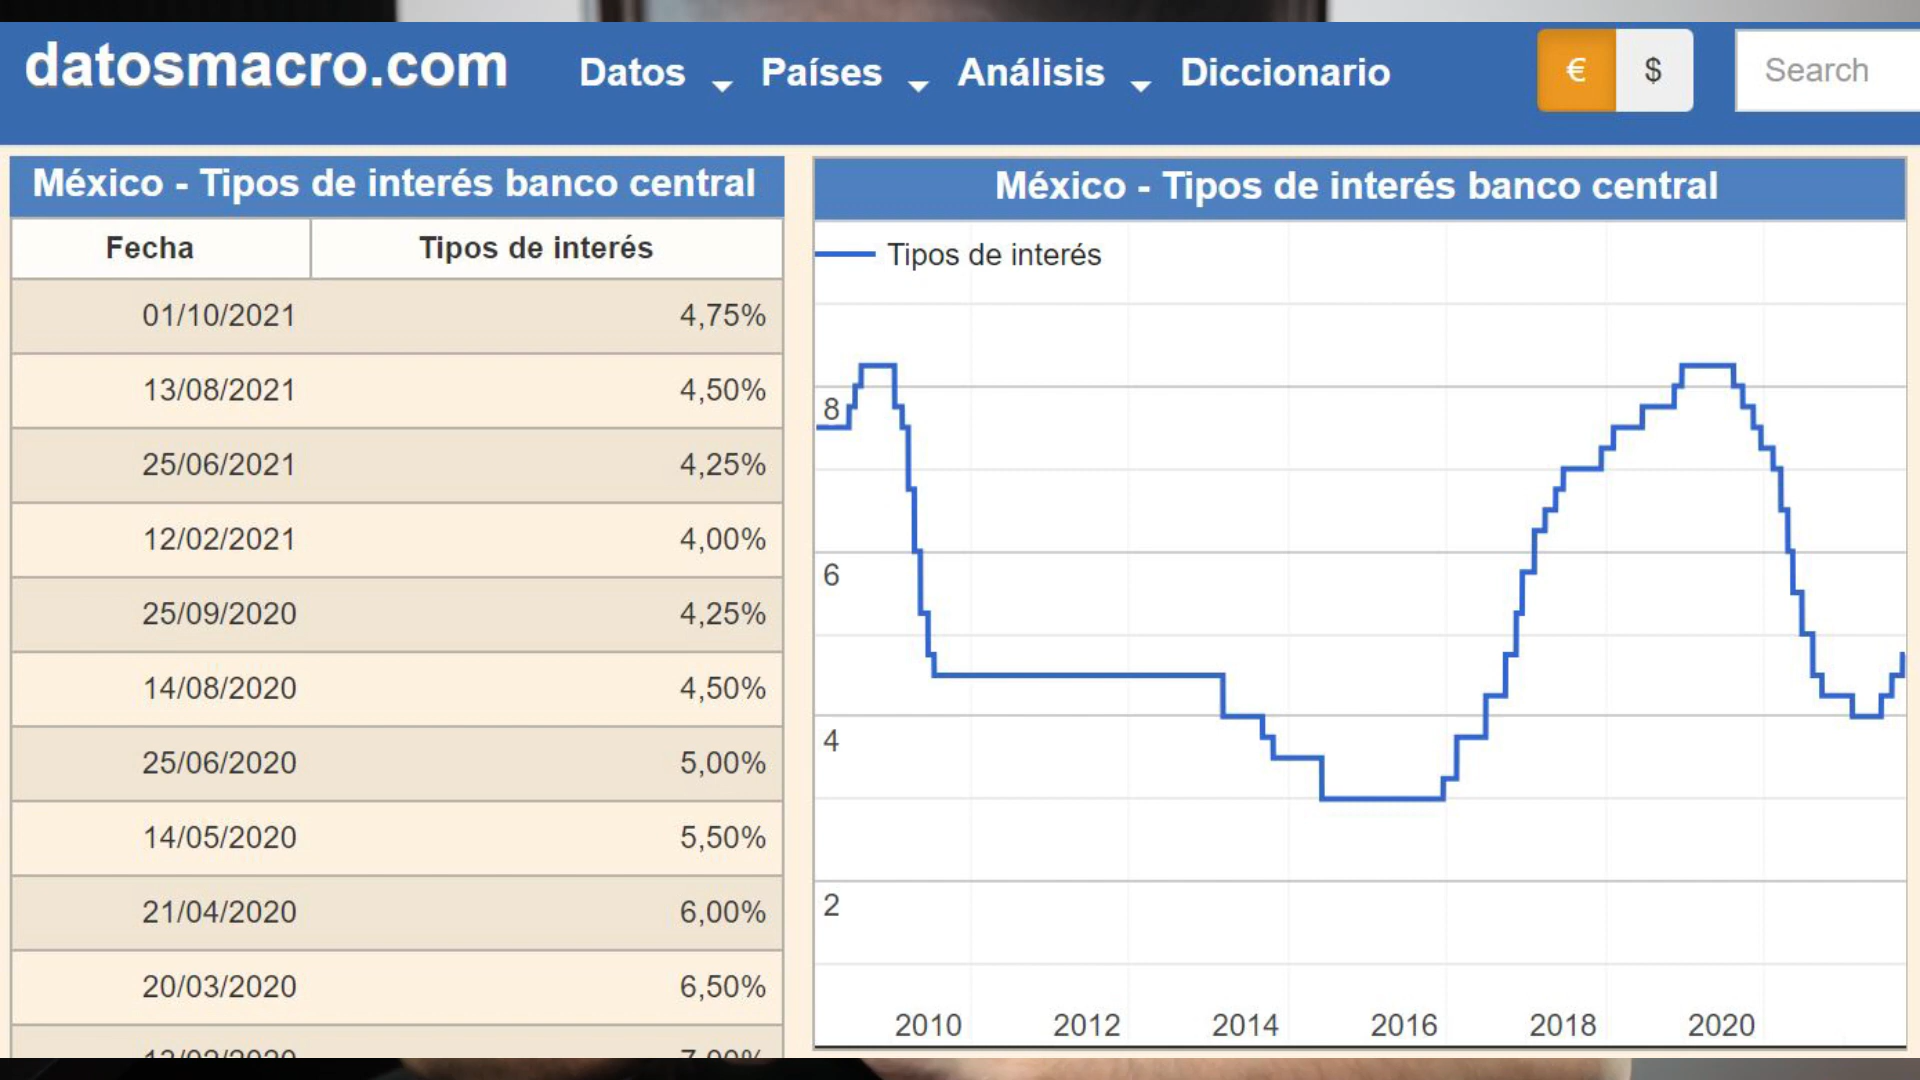 datosmacro.com Datos Países Análisis Diccionario € $ Search
México - Tipos de interés banco central
Fecha Tipos de interés
01/10/2021 4,75%
13/08/2021 4,50%
25/06/2021 4,25%
12/02/2021 4,00%
25/09/2020 4,25%
14/08/2020 4,50%
25/06/2020 5,00%
14/05/2020 5,50%
21/04/2020 6,00%
20/03/2020 6,50%
México - Tipos de interés banco central
Tipos de interés
8
6
4
2
2010 2012 2014 2016 2018 2020